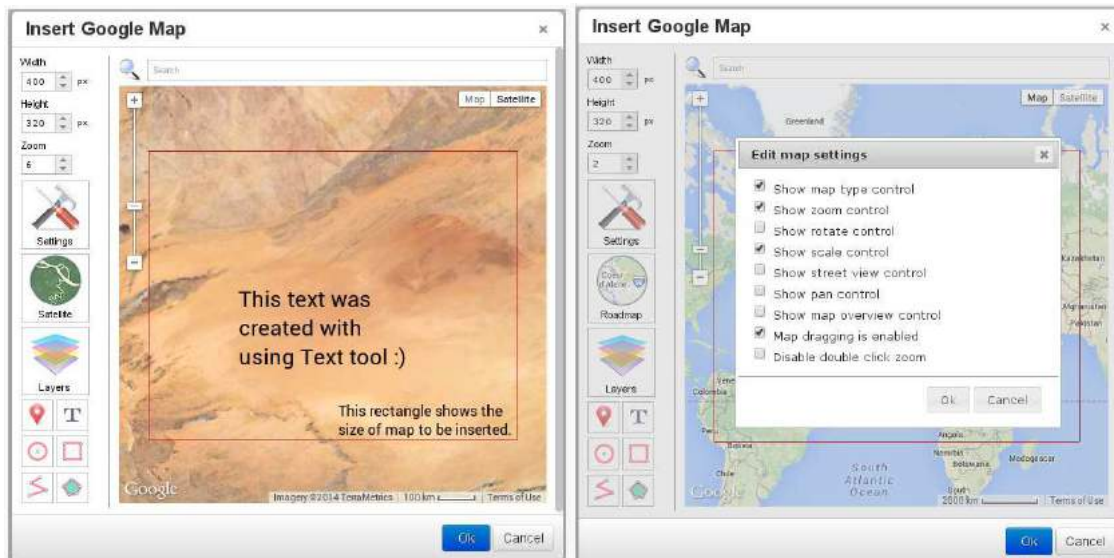 Insert Google Map
×
Width
400 px
Search
Height
320 px
Zoom
6
Map Satellite
Settings
Satellite
Layers
T
This text was
created with
using Text tool :)
This rectangle shows the
size of map to be inserted.
Google
Imagery ©2014 TerraMetrics 100 km Terms of Use
Ok Cancel
Insert Google Map
×
Width
400 px
Search
Height
320 px
Zoom
2
Map Satellite
Greenland
Settings
Coeur
d'Alene
Roadmap
Layers
T
Edit map settings
Show map type control
Show zoom control
Show rotate control
Show scale control
Show street view control
Show pan control
Show map overview control
Map dragging is enabled
Disable double click zoom
Ok Cancel
Kazakhstan
Afghanistan
Pakistan
Colombia
Peru
Bolivia
Chile
Angola
Namibia
Botswana
Madagascar
South
Atlantic
Ocean
South
Google
2000 km Terms of Use
Ok Cancel